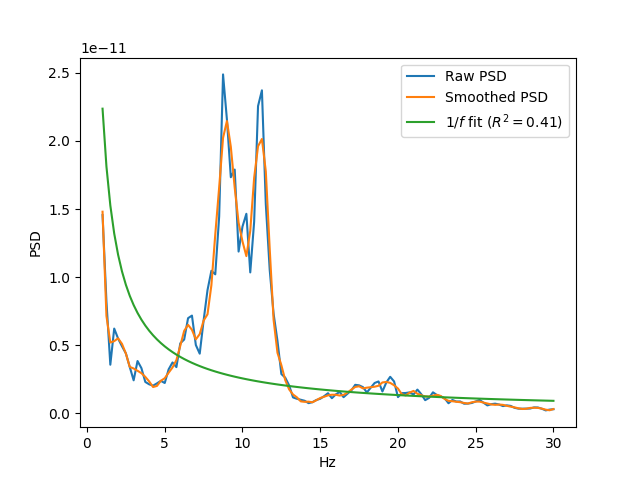 1e−11
2.5
2.0
1.5
1.0
0.5
0.0
PSD
Raw PSD
Smoothed PSD
1/f fit (R² = 0.41)
0 5 10 15 20 25 30
Hz